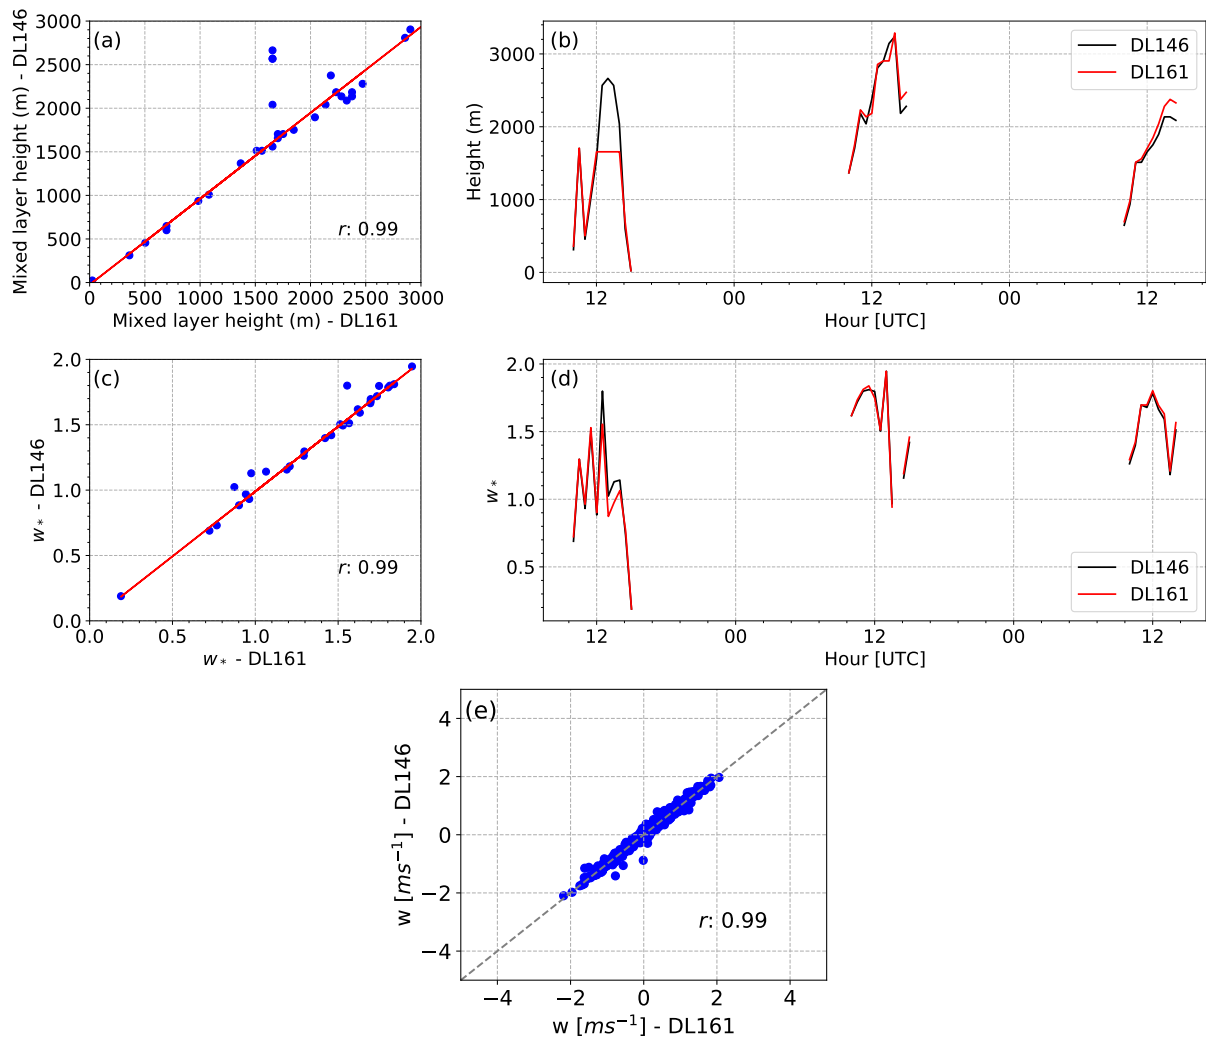 (a)
Mixed layer height (m) - DL146
3000
2500
2000
1500
1000
500
0
r: 0.99
0 500 1000 1500 2000 2500 3000
Mixed layer height (m) - DL161
(b)
Height (m)
3000
2000
1000
0
DL146
DL161
12 00 12 00 12
Hour [UTC]
(c)
w* - DL146
2.0
1.5
1.0
0.5
0.0
r: 0.99
0.0 0.5 1.0 1.5 2.0
w* - DL161
(d)
w*
2.0
1.5
1.0
0.5
DL146
DL161
12 00 12 00 12
Hour [UTC]
(e)
w [ms⁻¹] - DL146
4
2
0
−2
−4
r: 0.99
−4 −2 0 2 4
w [ms⁻¹] - DL161